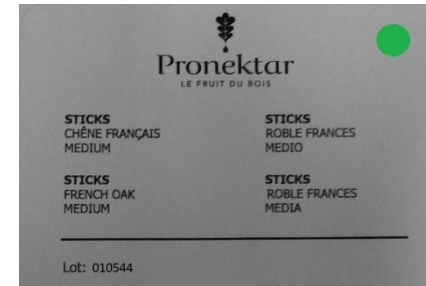 Pronektar
LE FRUIT DU BOIS
STICKS
CHÊNE FRANÇAIS
MEDIUM
STICKS
ROBLE FRANCES
MEDIO
STICKS
FRENCH OAK
MEDIUM
STICKS
ROBLE FRANCES
MEDIA
Lot: 010544